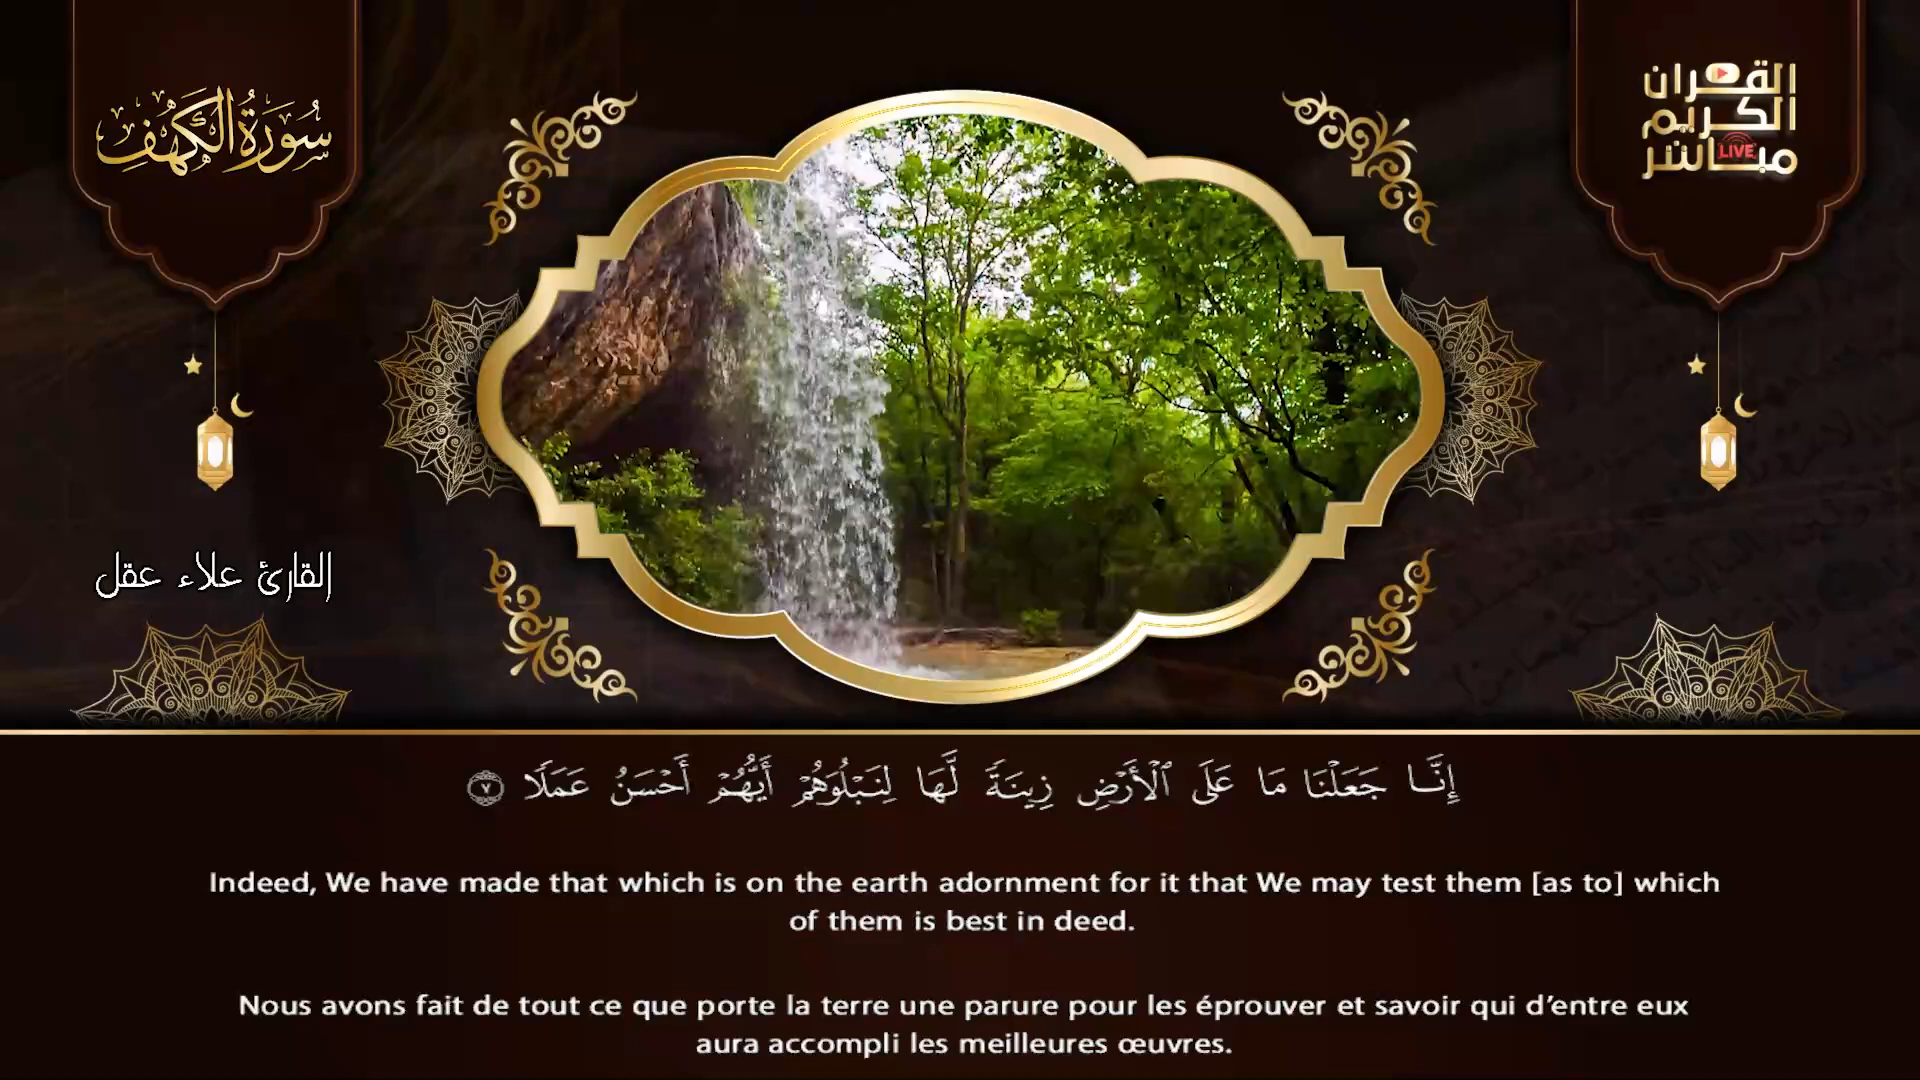 سُورَةُ الكَهْفِ
القرآن
الكريم
مباشر
LIVE
القارئ علاء عقل
إِنَّا جَعَلْنَا مَا عَلَى ٱلْأَرْضِ زِينَةً لَّهَا لِنَبْلُوَهُمْ أَيُّهُمْ أَحْسَنُ عَمَلًا ٧
Indeed, We have made that which is on the earth adornment for it that We may test them [as to] which
of them is best in deed.
Nous avons fait de tout ce que porte la terre une parure pour les éprouver et savoir qui d’entre eux
aura accompli les meilleures œuvres.